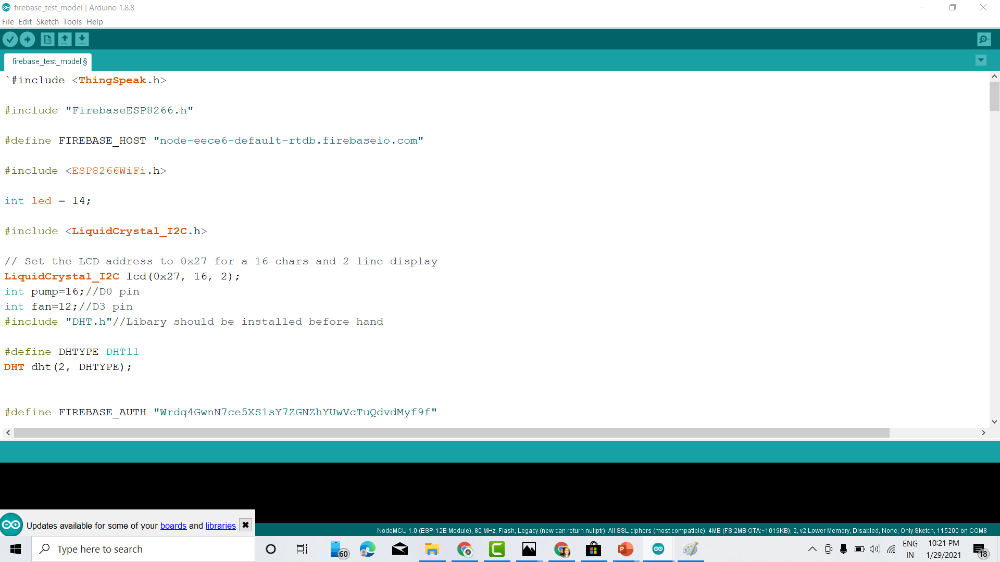 firebase_test_model | Arduino 1.8.8
File Edit Sketch Tools Help
firebase_test_model §
`#include <ThingSpeak.h>
#include "FirebaseESP8266.h"
#define FIREBASE_HOST "node-eece6-default-rtdb.firebaseio.com"
#include <ESP8266WiFi.h>
int led = 14;
#include <LiquidCrystal_I2C.h>
// Set the LCD address to 0x27 for a 16 chars and 2 line display
LiquidCrystal_I2C lcd(0x27, 16, 2);
int pump=16;//D0 pin
int fan=12;//D3 pin
#include "DHT.h"//Libary should be installed before hand
#define DHTYPE DHT11
DHT dht(2, DHTYPE);
#define FIREBASE_AUTH "Wrdq4GwnN7ce5XS1sY7ZGNZhYUwVcTuQdvdMyf9f"
Updates available for some of your boards and libraries
NodeMCU 1.0 (ESP-12E Module), 80 MHz, Flash, Legacy (new can return nullptr), All SSL ciphers (most compatible), 4MB (FS:2MB OTA:~1019KB), 2, v2 Lower Memory, Disabled, None, Only Sketch, 115200 on COM8
Type here to search
60
ENG
IN
10:21 PM
1/29/2021
18